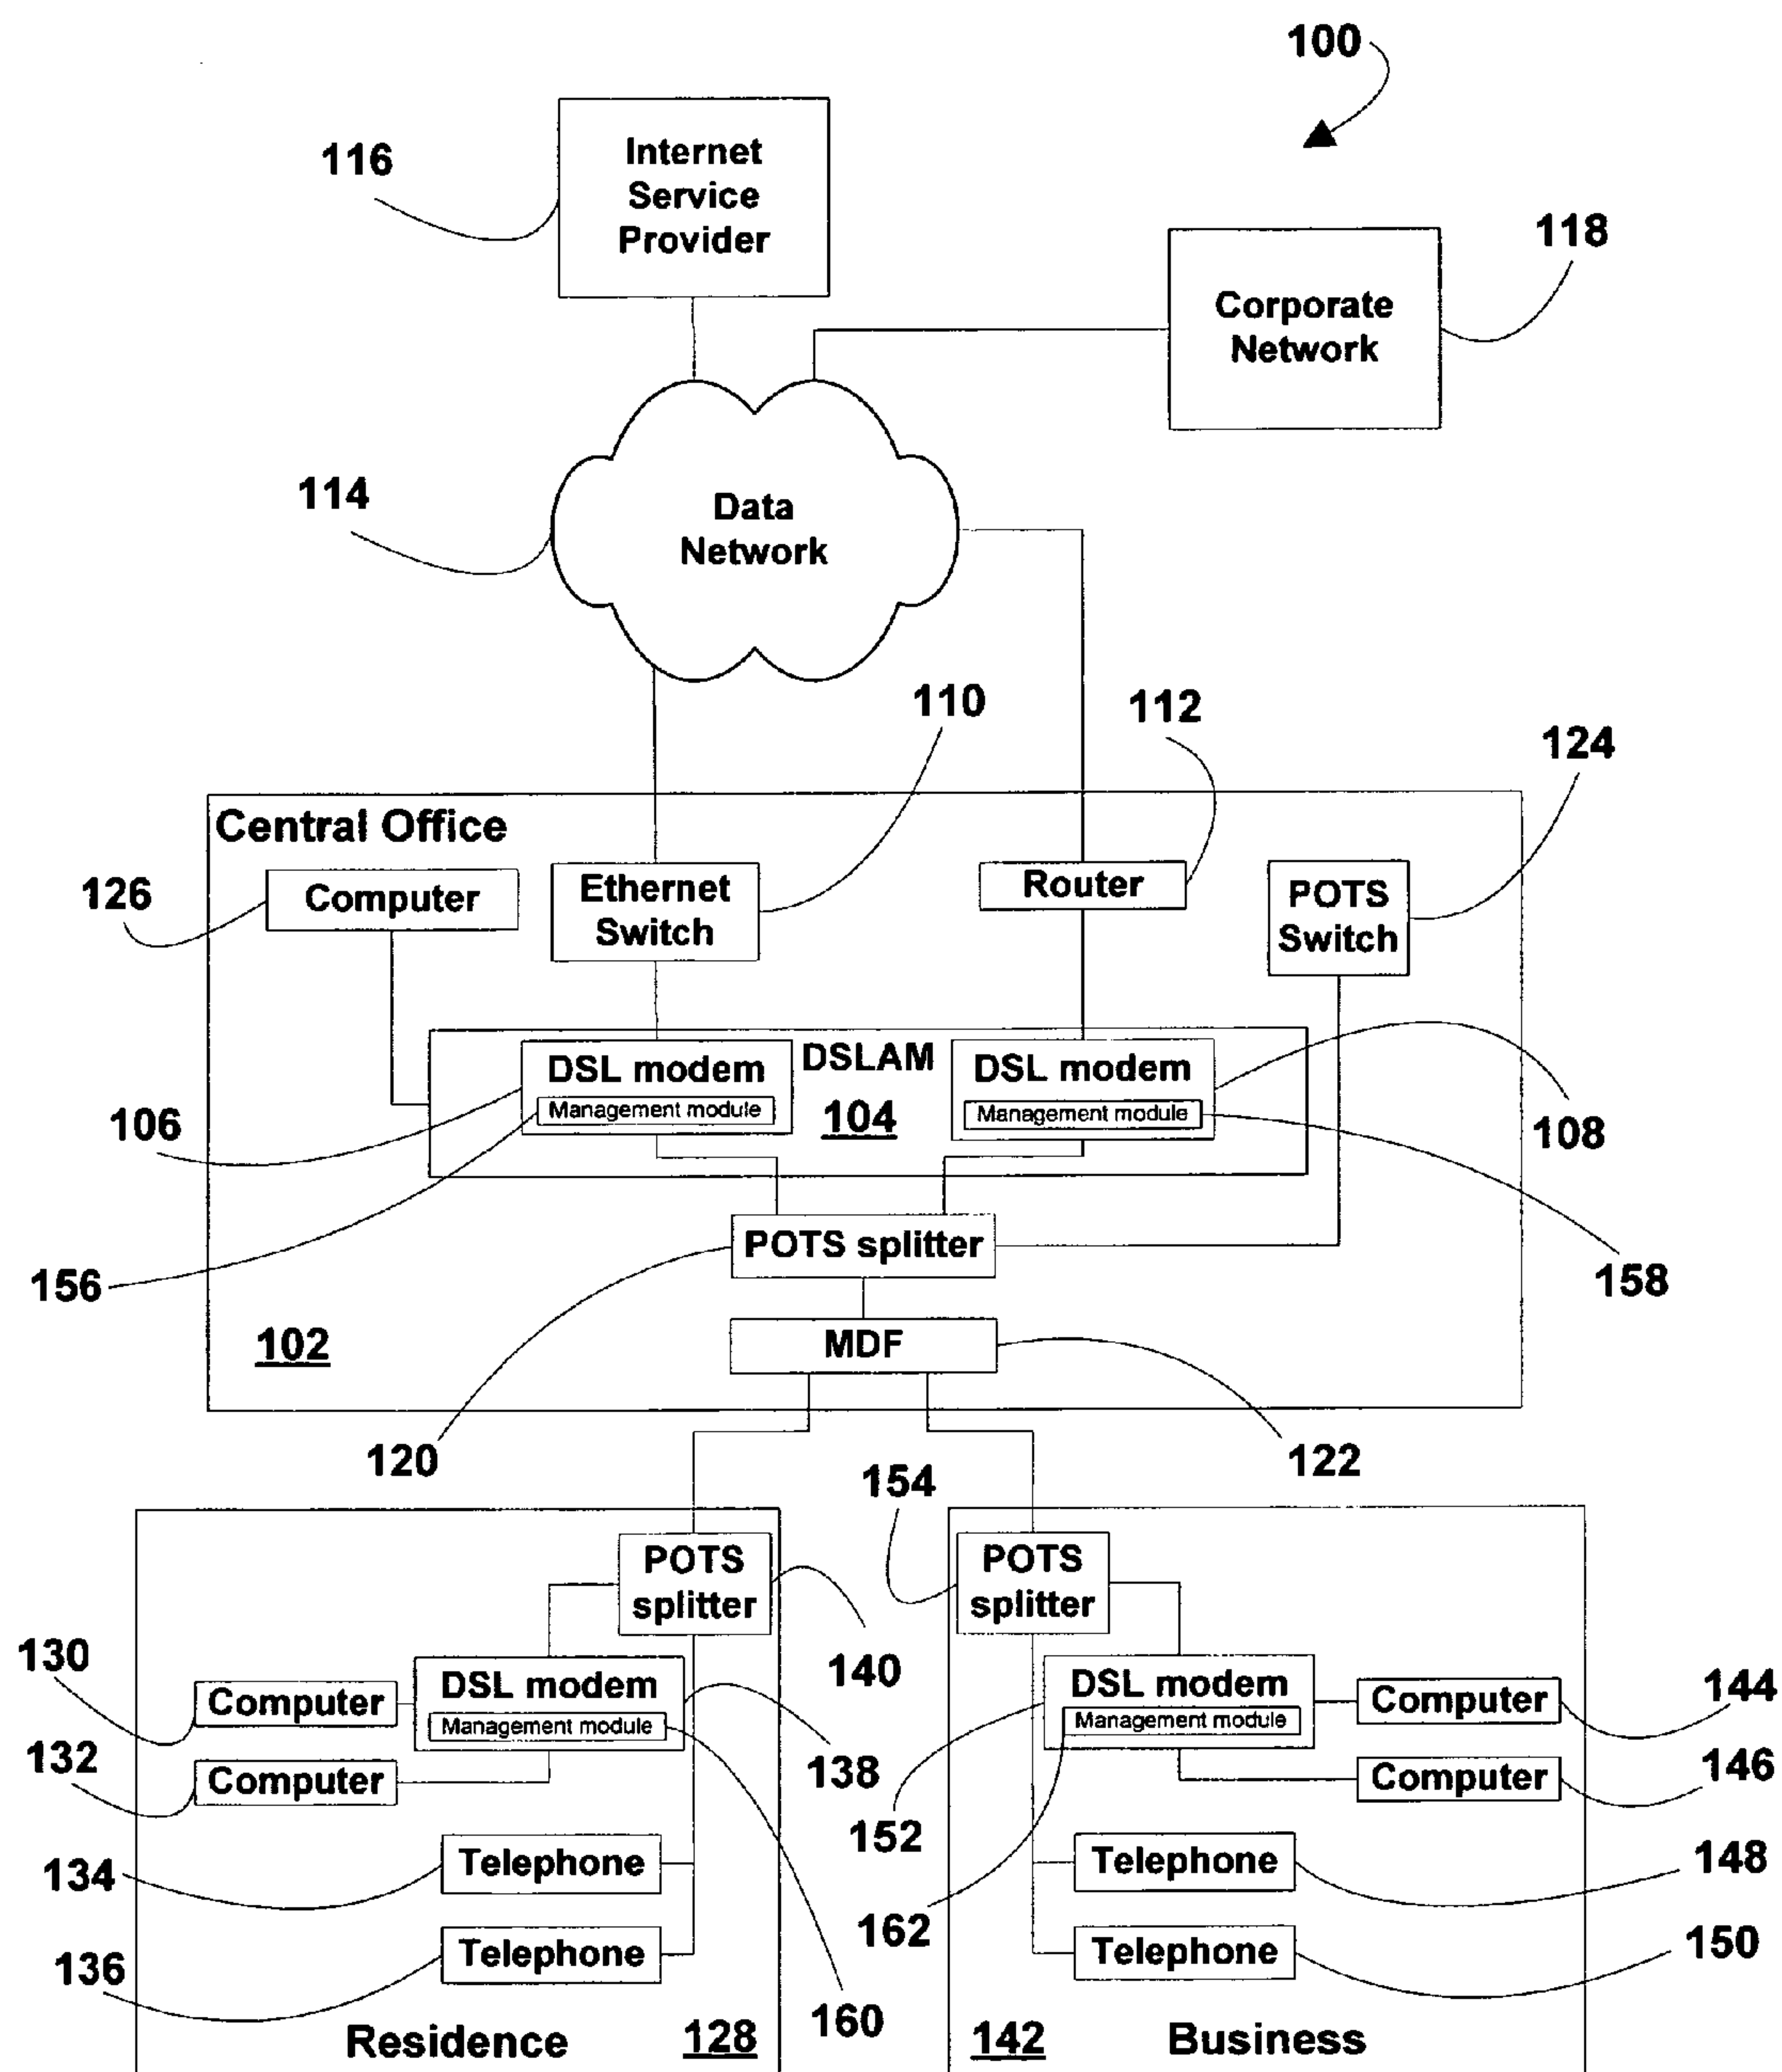 100
116
Internet
Service
Provider
118
Corporate
Network
114
Data
Network
110
112
124
Central Office
126
Computer
Ethernet
Switch
Router
POTS
Switch
DSL modem
Management module
DSLAM
104
DSL modem
Management module
106
108
156
POTS splitter
158
102
MDF
120
122
154
POTS
splitter
POTS
splitter
130
Computer
DSL modem
Management module
140
DSL modem
Management module
Computer
144
132
Computer
138
152
Computer
146
134
Telephone
Telephone
148
136
Telephone
160
162
Telephone
150
Residence
128
142
Business